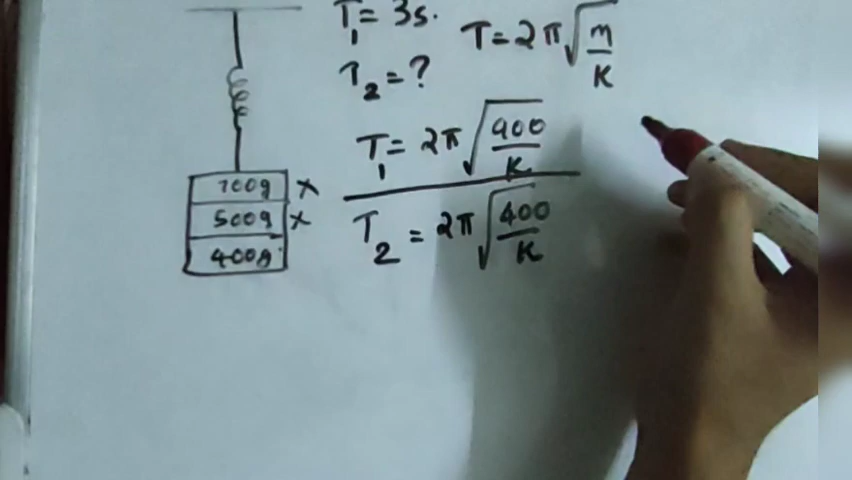 T₁ = 3s.
T = 2π√(m/K)
T₂ = ?
T₁ = 2π√(900/K)
700g x
500g x
T₂ = 2π√(400/K)
400g